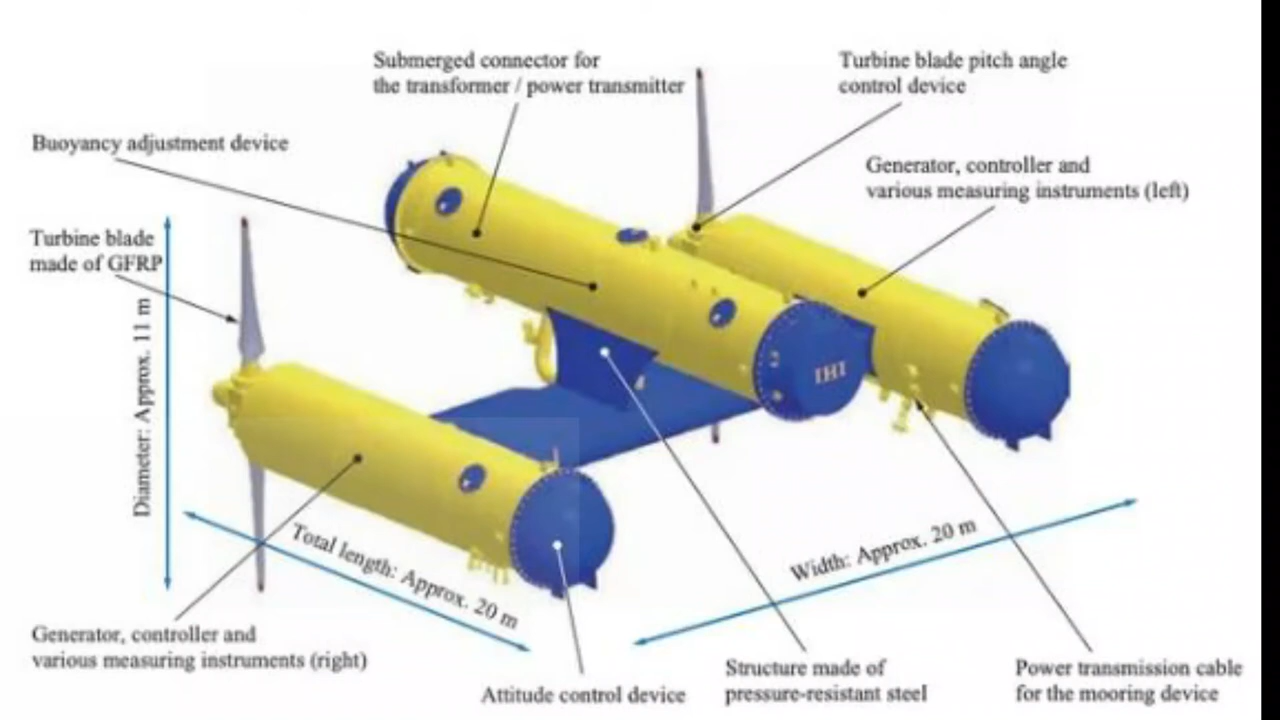 Submerged connector for
the transformer / power transmitter
Turbine blade pitch angle
control device
Buoyancy adjustment device
Generator, controller and
various measuring instruments (left)
Turbine blade
made of GFRP
Diameter: Approx. 11 m
IHI
Total length: Approx. 20 m
Width: Approx. 20 m
Generator, controller and
various measuring instruments (right)
Attitude control device
Structure made of
pressure-resistant steel
Power transmission cable
for the mooring device